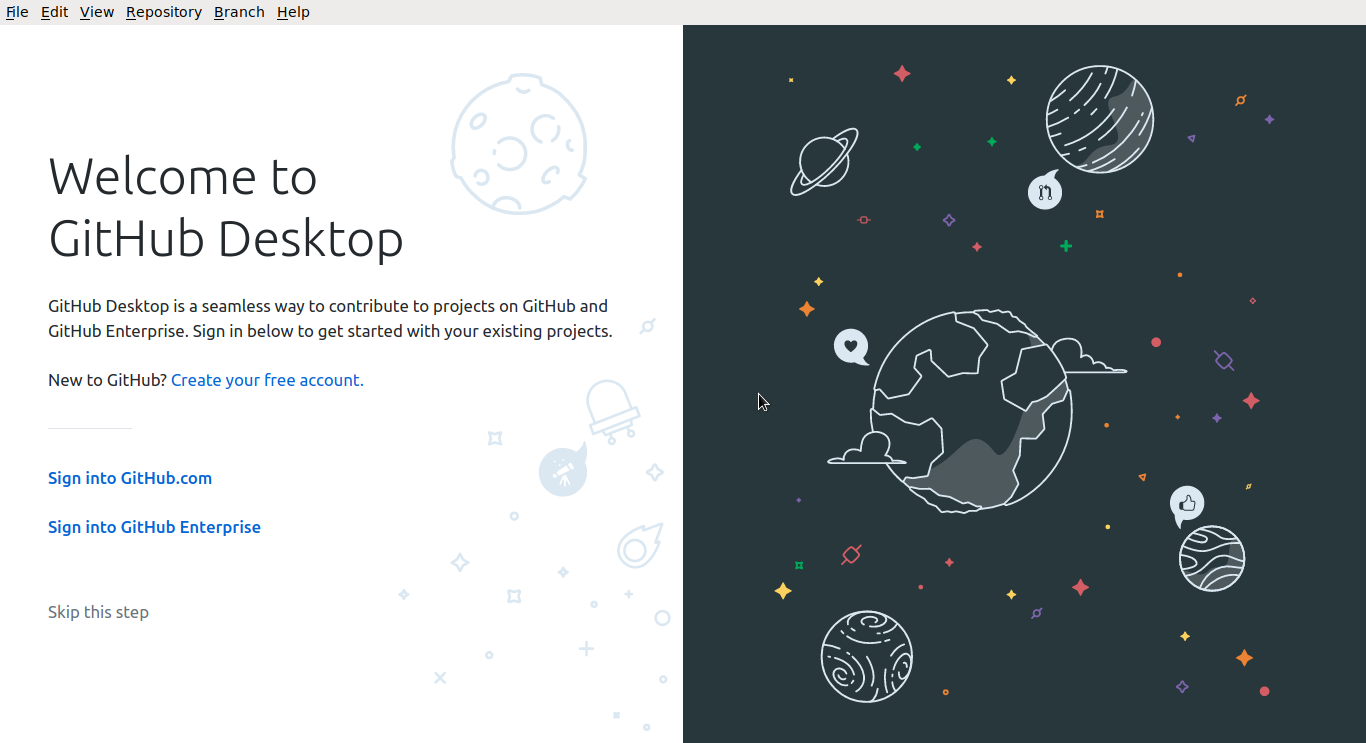 File Edit View Repository Branch Help
Welcome to
GitHub Desktop
GitHub Desktop is a seamless way to contribute to projects on GitHub and
GitHub Enterprise. Sign in below to get started with your existing projects.
New to GitHub? Create your free account.
Sign into GitHub.com
Sign into GitHub Enterprise
Skip this step